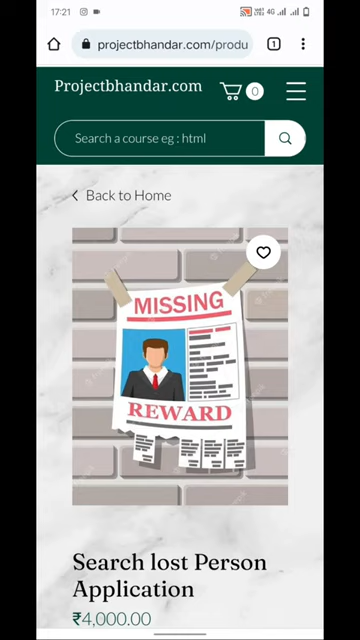 17:21
4G
projectbhandar.com/produ
1
Projectbhandar.com
0
Search a course eg : html
Back to Home
MISSING
REWARD
Search lost Person
Application
₹4,000.00